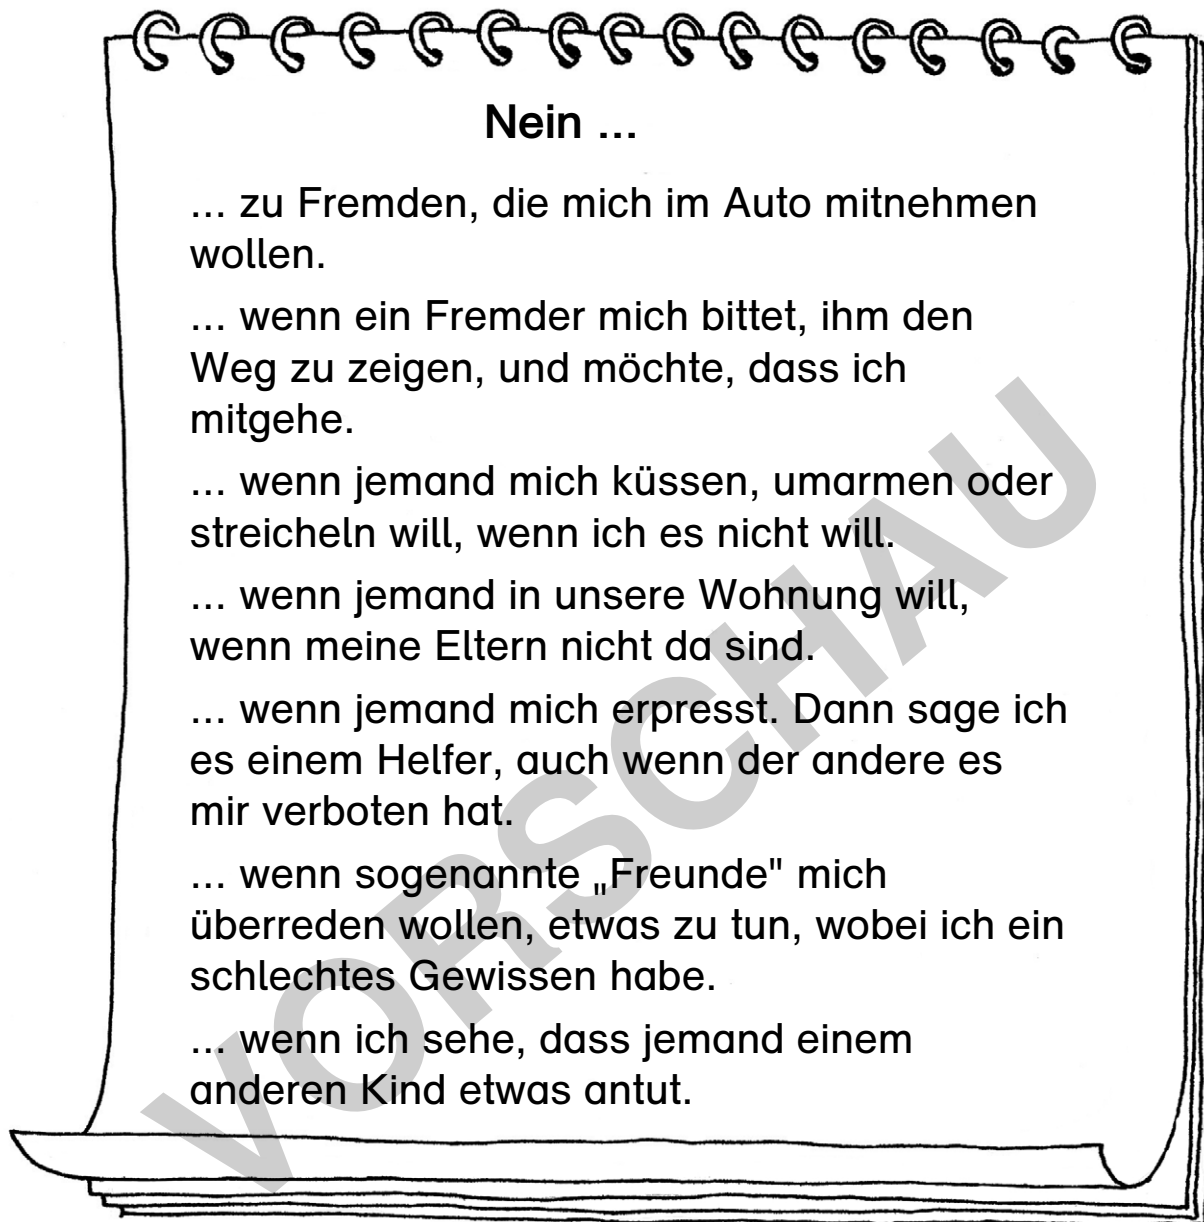 Nein ...
... zu Fremden, die mich im Auto mitnehmen
wollen.
... wenn ein Fremder mich bittet, ihm den
Weg zu zeigen, und möchte, dass ich
mitgehe.
... wenn jemand mich küssen, umarmen oder
streicheln will, wenn ich es nicht will.
... wenn jemand in unsere Wohnung will,
wenn meine Eltern nicht da sind.
... wenn jemand mich erpresst. Dann sage ich
es einem Helfer, auch wenn der andere es
mir verboten hat.
... wenn sogenannte „Freunde" mich
überreden wollen, etwas zu tun, wobei ich ein
schlechtes Gewissen habe.
... wenn ich sehe, dass jemand einem
anderen Kind etwas antut.
VORSCHAU